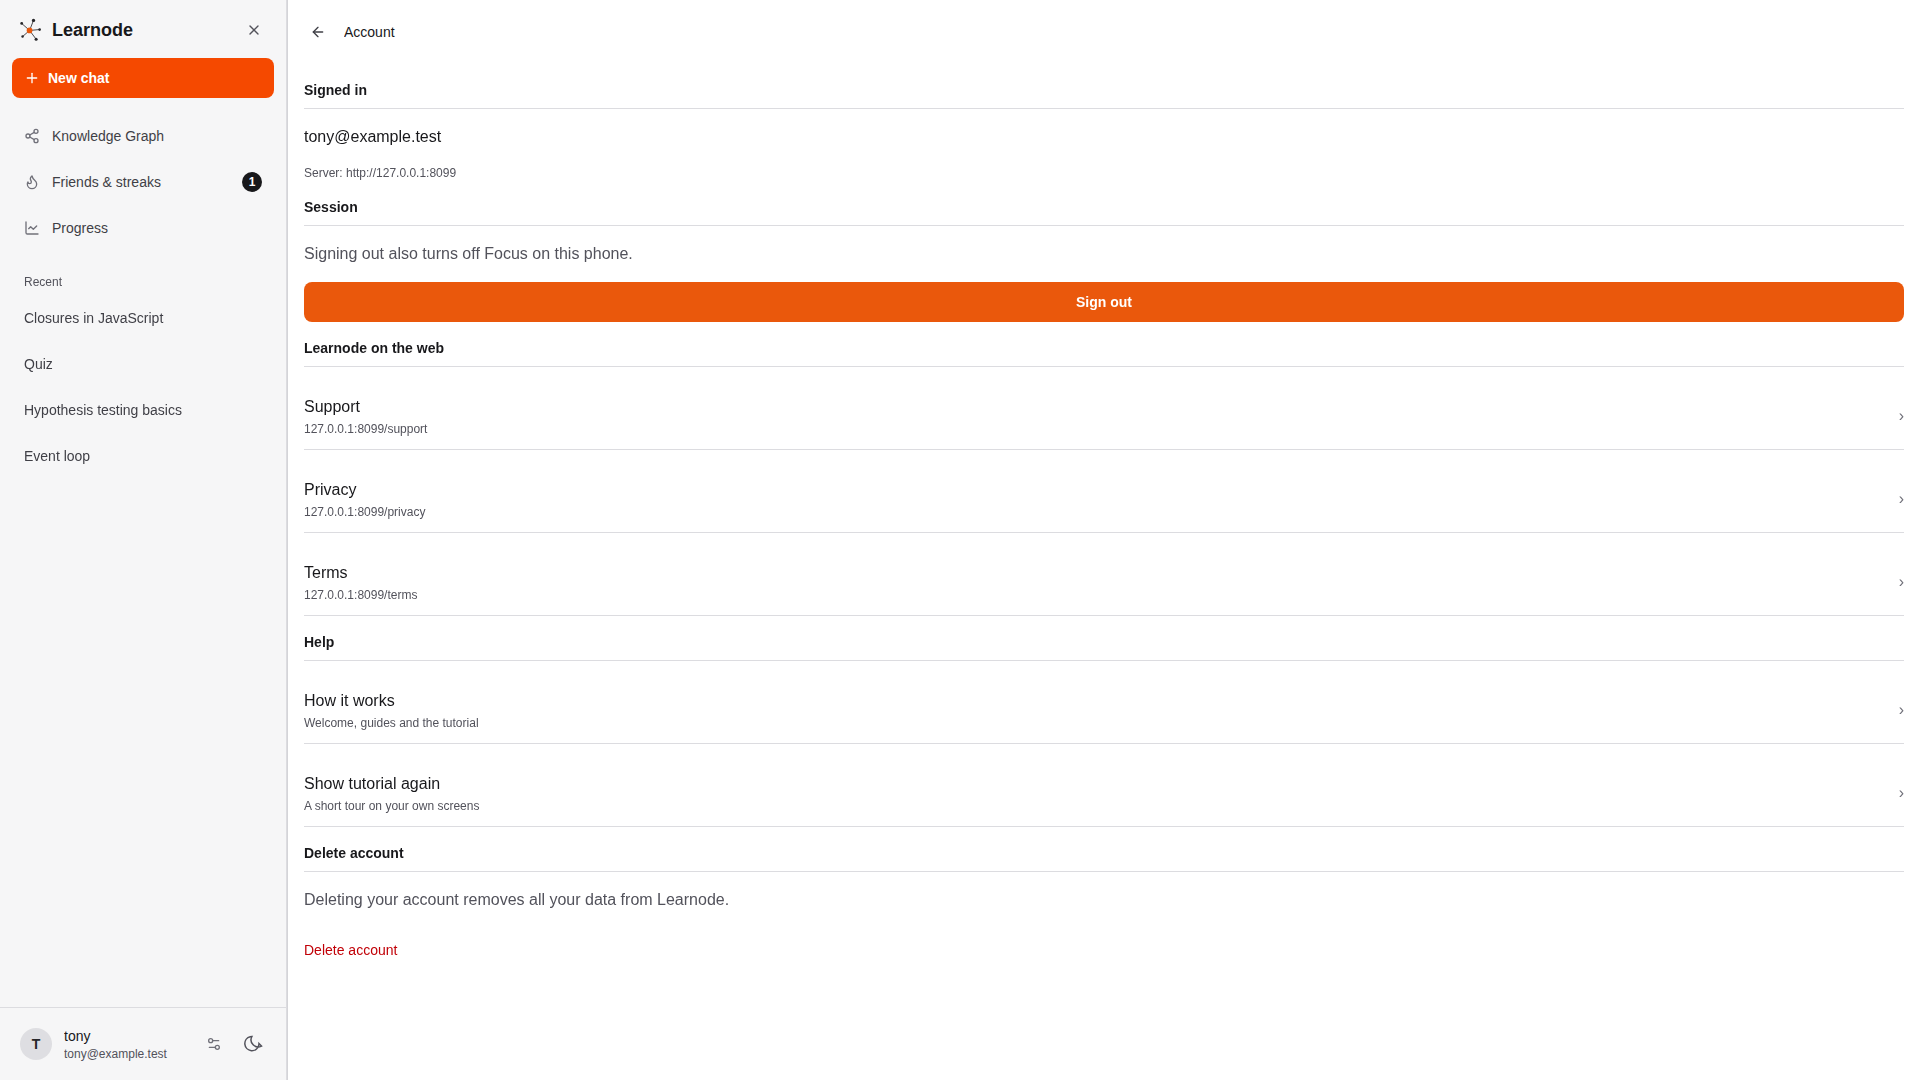 Learnode
New chat
Knowledge Graph
Friends & streaks
1
Progress
Recent
Closures in JavaScript
Quiz
Hypothesis testing basics
Event loop
T
tony
tony@example.test
Account
Signed in
tony@example.test
Server: http://127.0.0.1:8099
Session
Signing out also turns off Focus on this phone.
Sign out
Learnode on the web
Support
127.0.0.1:8099/support
Privacy
127.0.0.1:8099/privacy
Terms
127.0.0.1:8099/terms
Help
How it works
Welcome, guides and the tutorial
Show tutorial again
A short tour on your own screens
Delete account
Deleting your account removes all your data from Learnode.
Delete account